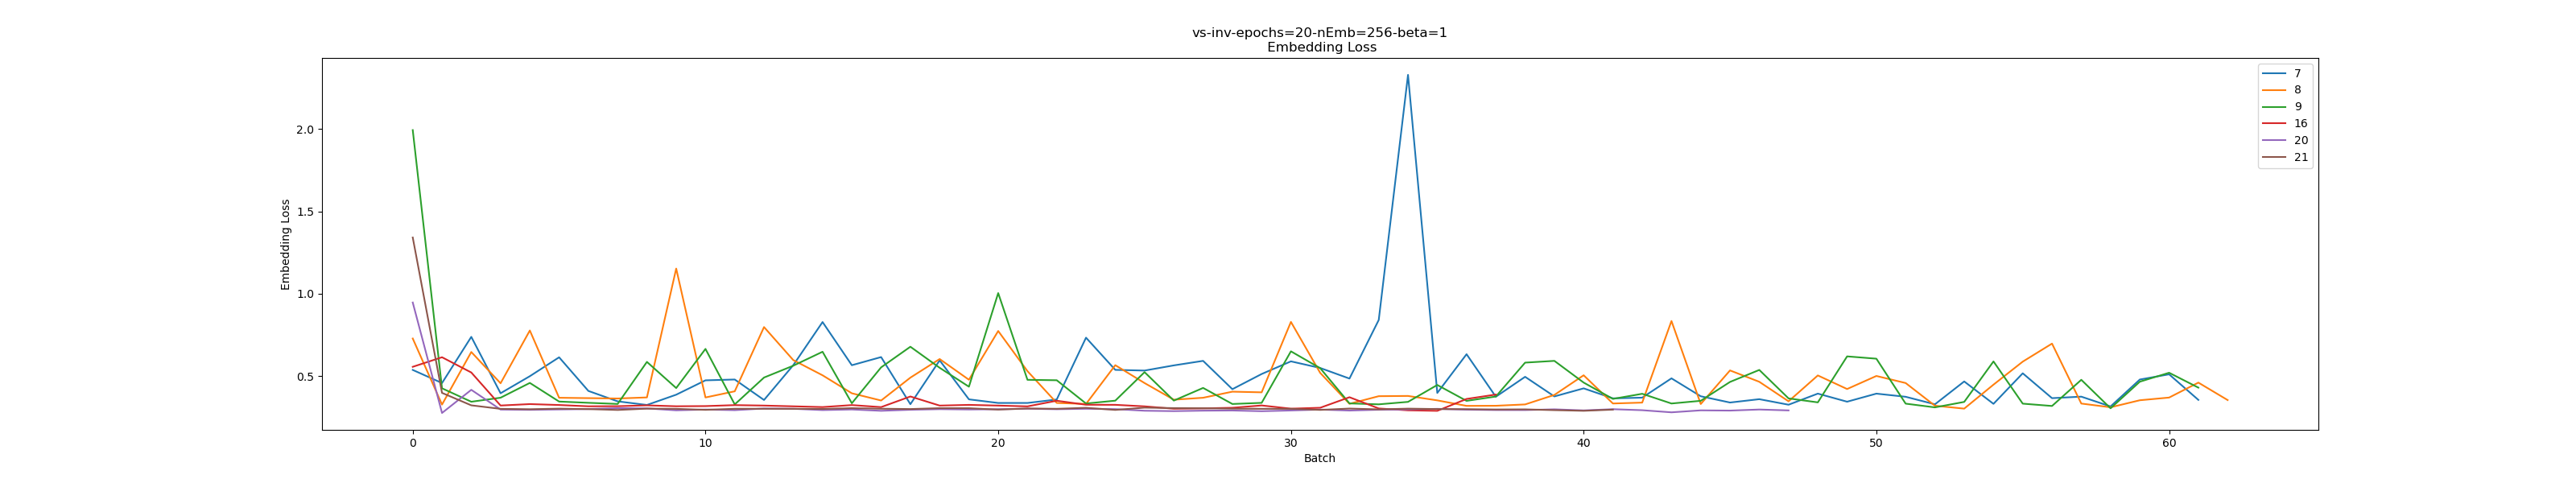 vs-inv-epochs=20-nEmb=256-beta=1
Embedding Loss
7
8
9
16
20
21
Embedding Loss
2.0
1.5
1.0
0.5
0 10 20 30 40 50 60
Batch